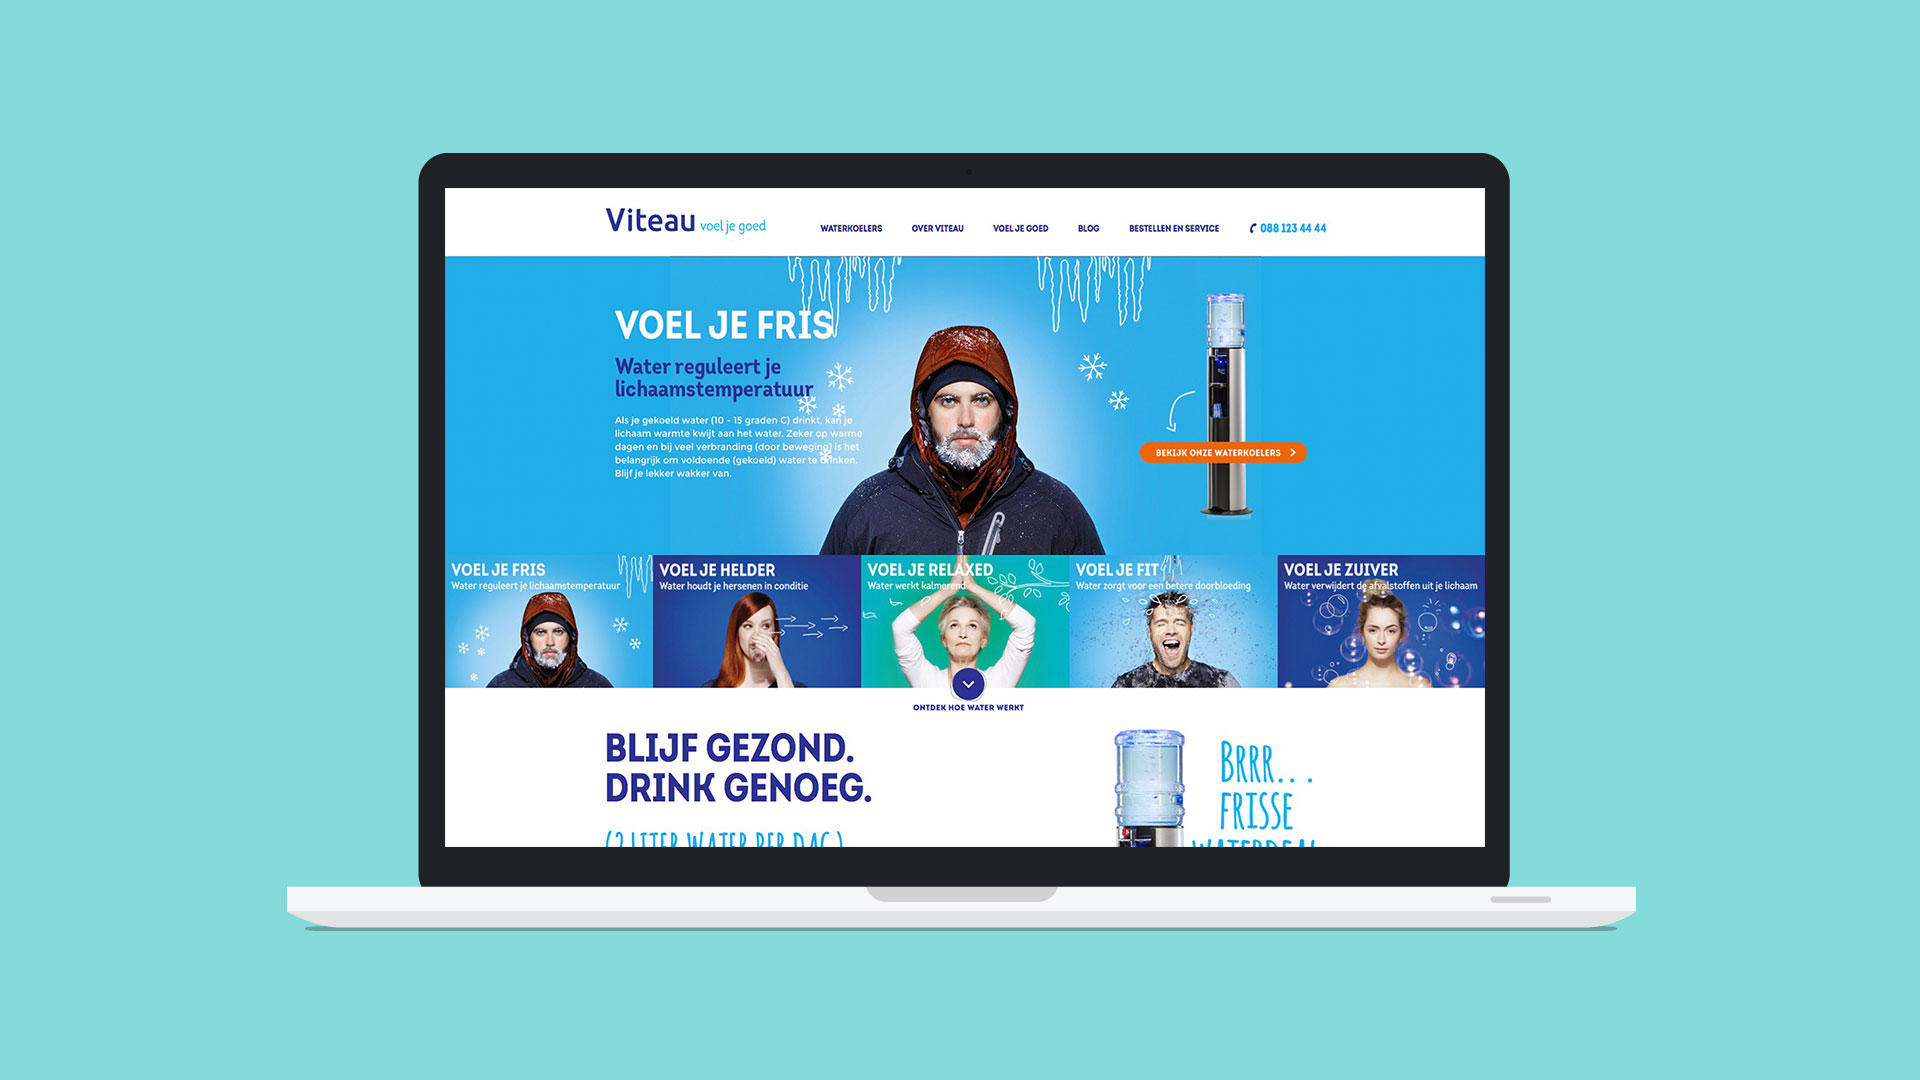 Viteau voel je goed
WATERKOELERS OVER VITEAU VOEL JE GOED BLOG BESTELLEN EN SERVICE 088 123 44 44
VOEL JE FRIS
Water reguleert je
lichaamstemperatuur
Als je gekoeld water (10 - 15 graden C) drinkt, kan je
lichaam warmte kwijt aan het water. Zeker op warme
dagen en bij veel verbranding (door beweging) is het
belangrijk om voldoende (gekoeld) water te drinken.
Blijf je lekker wakker van.
BEKIJK ONZE WATERKOELERS
VOEL JE FRIS
Water reguleert je lichaamstemperatuur
VOEL JE HELDER
Water houdt je hersenen in conditie
VOEL JE RELAXED
Water werkt kalmerend
VOEL JE FIT
Water zorgt voor een betere doorbloeding
VOEL JE ZUIVER
Water verwijdert de afvalstoffen uit je lichaam
ONTDEK HOE WATER WERKT
BLIJF GEZOND.
DRINK GENOEG.
(2 LITER WATER PER DAG)
BRRR...
FRISSE
WATERDEAL